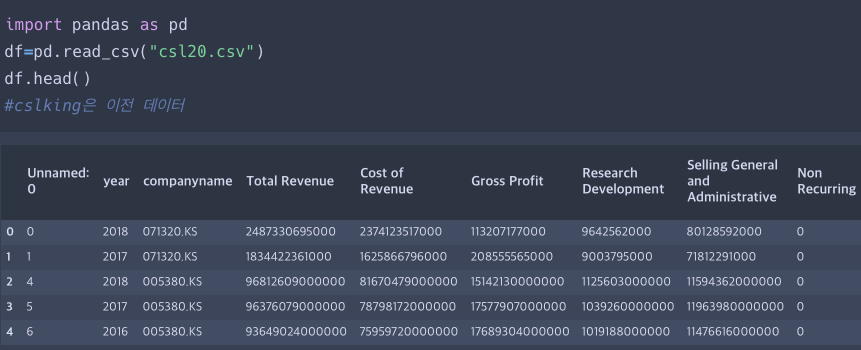 import pandas as pd
df=pd.read_csv("csl20.csv")
df.head()
#cslking은 이전 데이터
Unnamed: 0 year companyname Total Revenue Cost of Revenue Gross Profit Research Development Selling General and Administrative Non Recurring
0 0 2018 071320.KS 2487330695000 2374123517000 113207177000 9642562000 80128592000 0
1 1 2017 071320.KS 1834422361000 1625866796000 208555565000 9003795000 71812291000 0
2 4 2018 005380.KS 96812609000000 81670479000000 15142130000000 1125603000000 11594362000000 0
3 5 2017 005380.KS 96376079000000 78798172000000 17577907000000 1039260000000 11963980000000 0
4 6 2016 005380.KS 93649024000000 75959720000000 17689304000000 1019188000000 11476616000000 0